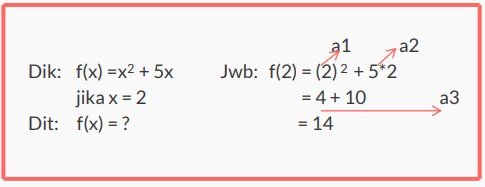 a1 a2
Dik: f(x) =x² + 5x Jwb: f(2) = (2)² + 5*2
jika x = 2 = 4 + 10 a3
Dit: f(x) = ? = 14